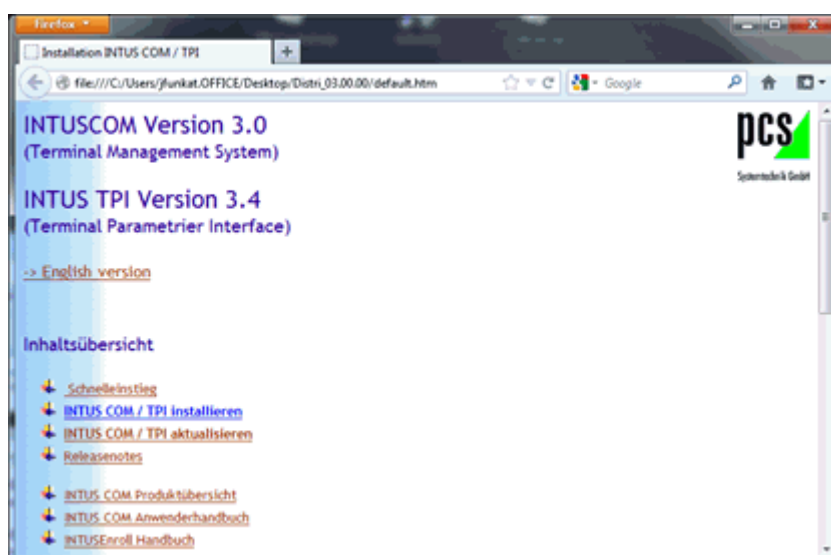 Firefox
Installation INTUS COM / TPI
file:///C:/Users/jfunkat.OFFICE/Desktop/Distri_03.00.00/default.htm
Google
INTUSCOM Version 3.0
(Terminal Management System)
pcs
Systemtechnik GmbH
INTUS TPI Version 3.4
(Terminal Parametrier Interface)
-> English version
Inhaltsübersicht
Schnelleinstieg
INTUS COM / TPI installieren
INTUS COM / TPI aktualisieren
Releasenotes
INTUS COM Produktübersicht
INTUS COM Anwenderhandbuch
INTUSEnroll Handbuch